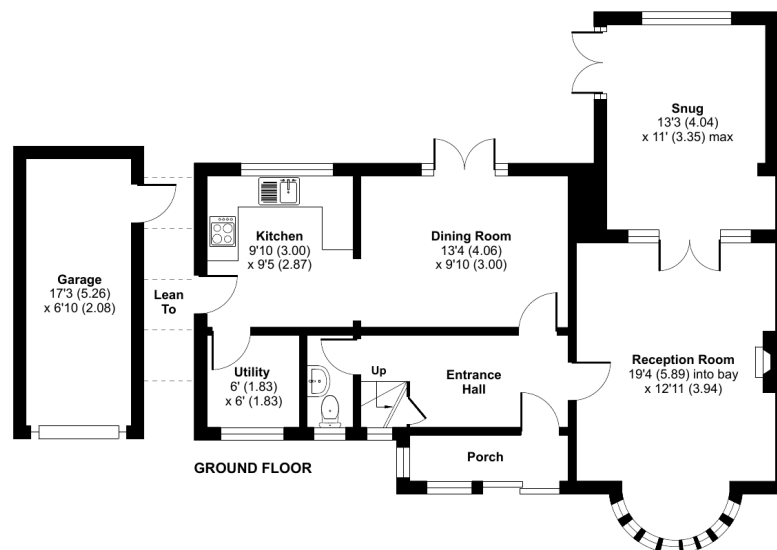 Snug
13'3 (4.04)
x 11' (3.35) max
Kitchen
9'10 (3.00)
x 9'5 (2.87)
Dining Room
13'4 (4.06)
x 9'10 (3.00)
Garage
17'3 (5.26)
x 6'10 (2.08)
Lean
To
Utility
6' (1.83)
x 6' (1.83)
Up
Entrance
Hall
Reception Room
19'4 (5.89) into bay
x 12'11 (3.94)
Porch
GROUND FLOOR